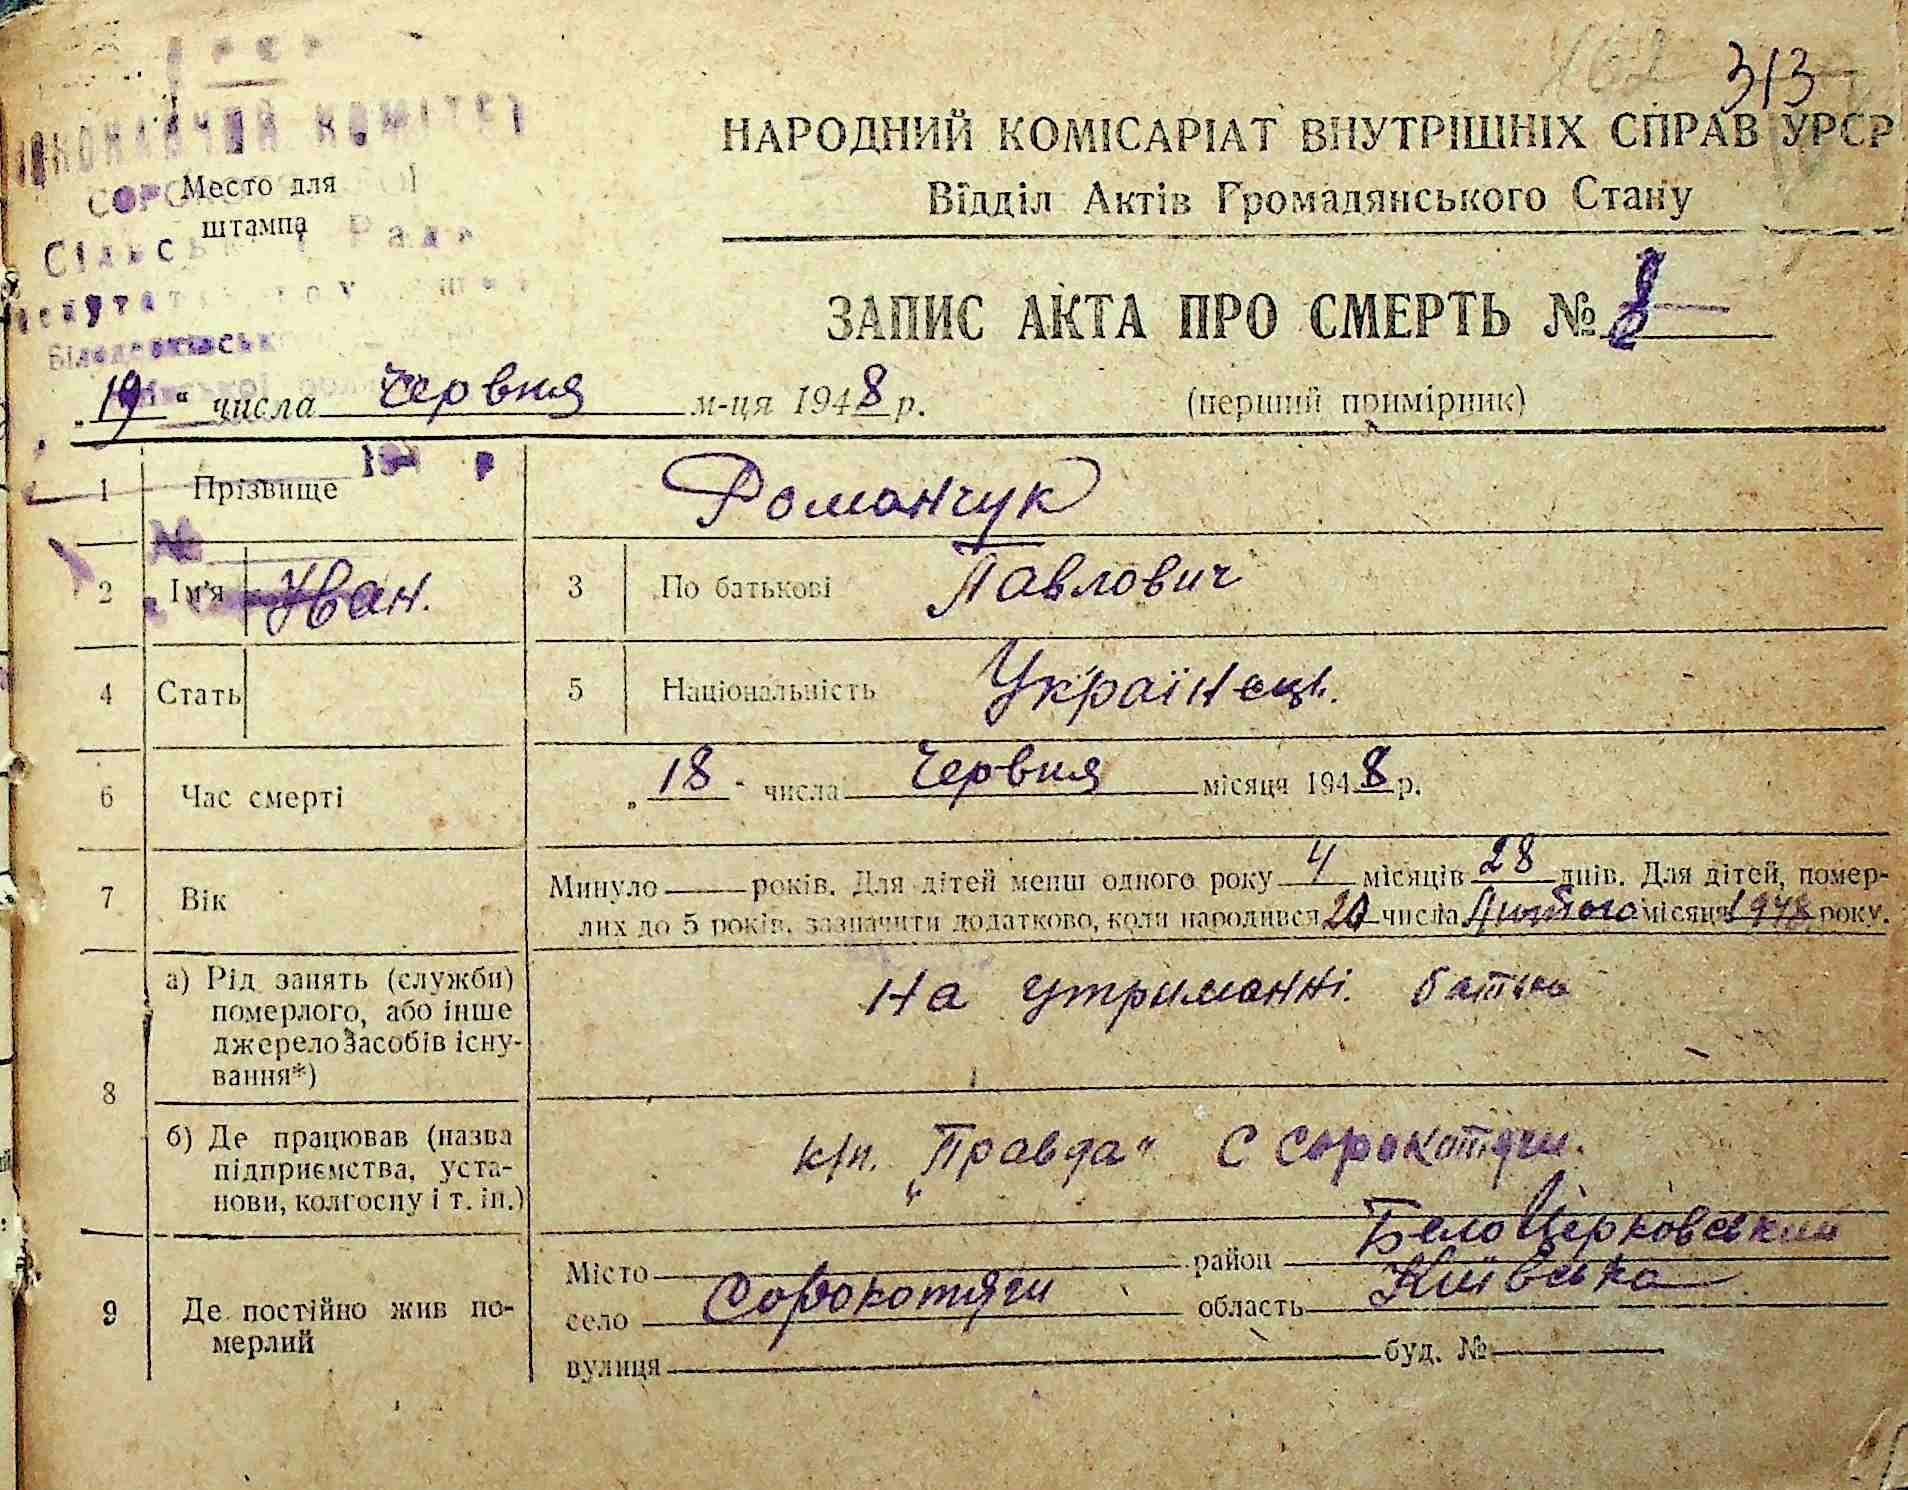 313
ВИКОНАВЧИЙ КОМІТЕТ
Место для
штампа
НАРОДНИЙ КОМІСАРІАТ ВНУТРІШНІХ СПРАВ УРСР
Відділ Актів Громадянського Стану
ЗАПИС АКТА ПРО СМЕРТЬ № 8
„19“ числа Червня м-ця 1948 р.
(перший примірник)
1 Прізвище Романчук
2 Ім'я Иван. 3 По батькові Павлович
4 Стать 5 Національність Українець.
6 Час смерті „18“ числа Червня місяця 1948 р.
7 Вік Минуло — років. Для дітей менш одного року 4 місяців 28 днів. Для дітей, помер-
лих до 5 років, зазначити додатково, коли народився 20 числа Лютого місяця 1948 року.
8 а) Рід занять (служби)
померлого, або інше
джерело засобів існу-
вання*)
На утриманні. батька
б) Де працював (назва
підприємства, уста-
нови, колгоспу і т. ін.)
к/п. „Правда“ С Сорокотяги.
9 Де постійно жив по-
мерлий
Місто район БелоЦерковський
село Сорокотяги область Київська
вулиця буд. №